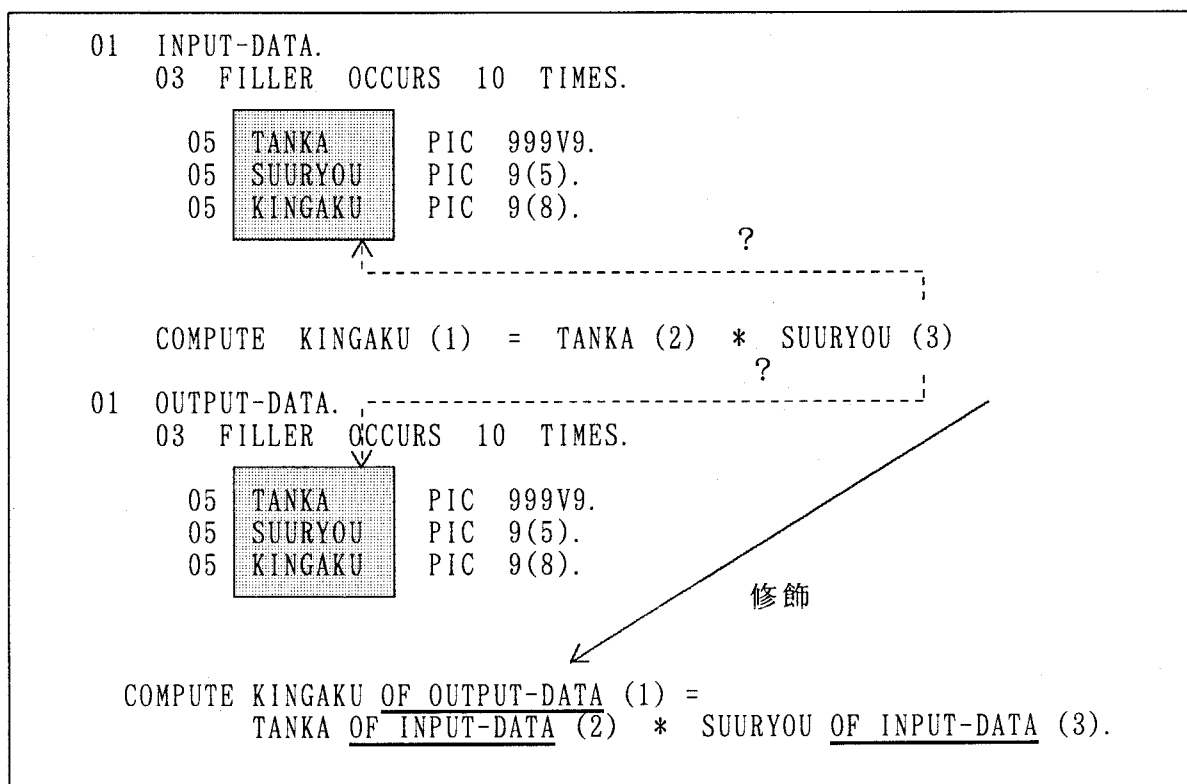 01 INPUT-DATA.
03 FILLER OCCURS 10 TIMES.
05 TANKA PIC 999V9.
05 SUURYOU PIC 9(5).
05 KINGAKU PIC 9(8).
?
COMPUTE KINGAKU (1) = TANKA (2) * SUURYOU (3)
?
01 OUTPUT-DATA.
03 FILLER OCCURS 10 TIMES.
05 TANKA PIC 999V9.
05 SUURYOU PIC 9(5).
05 KINGAKU PIC 9(8).
修飾
COMPUTE KINGAKU OF OUTPUT-DATA (1) =
TANKA OF INPUT-DATA (2) * SUURYOU OF INPUT-DATA (3).